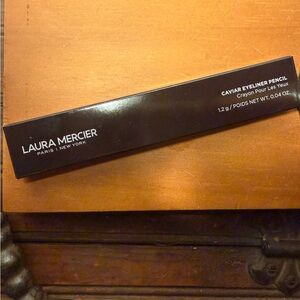 LAURA MERCIER
PARIS | NEW YORK
CAVIAR EYELINER PENCIL
Crayon Pour Les Yeux
1.2 g / POIDS NET WT. 0.04 OZ.